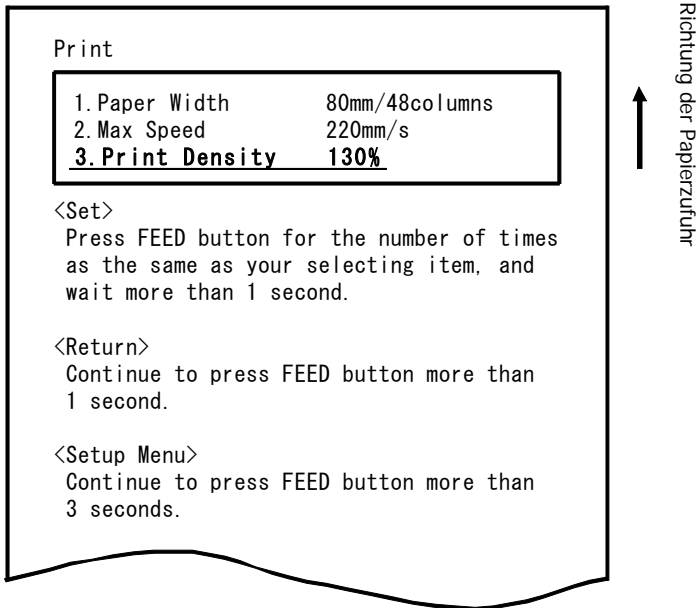 Print
1.Paper Width 80mm/48columns
2.Max Speed 220mm/s
3.Print Density 130%
<Set>
Press FEED button for the number of times
as the same as your selecting item, and
wait more than 1 second.
<Return>
Continue to press FEED button more than
1 second.
<Setup Menu>
Continue to press FEED button more than
3 seconds.
Richtung der Papierzufuhr